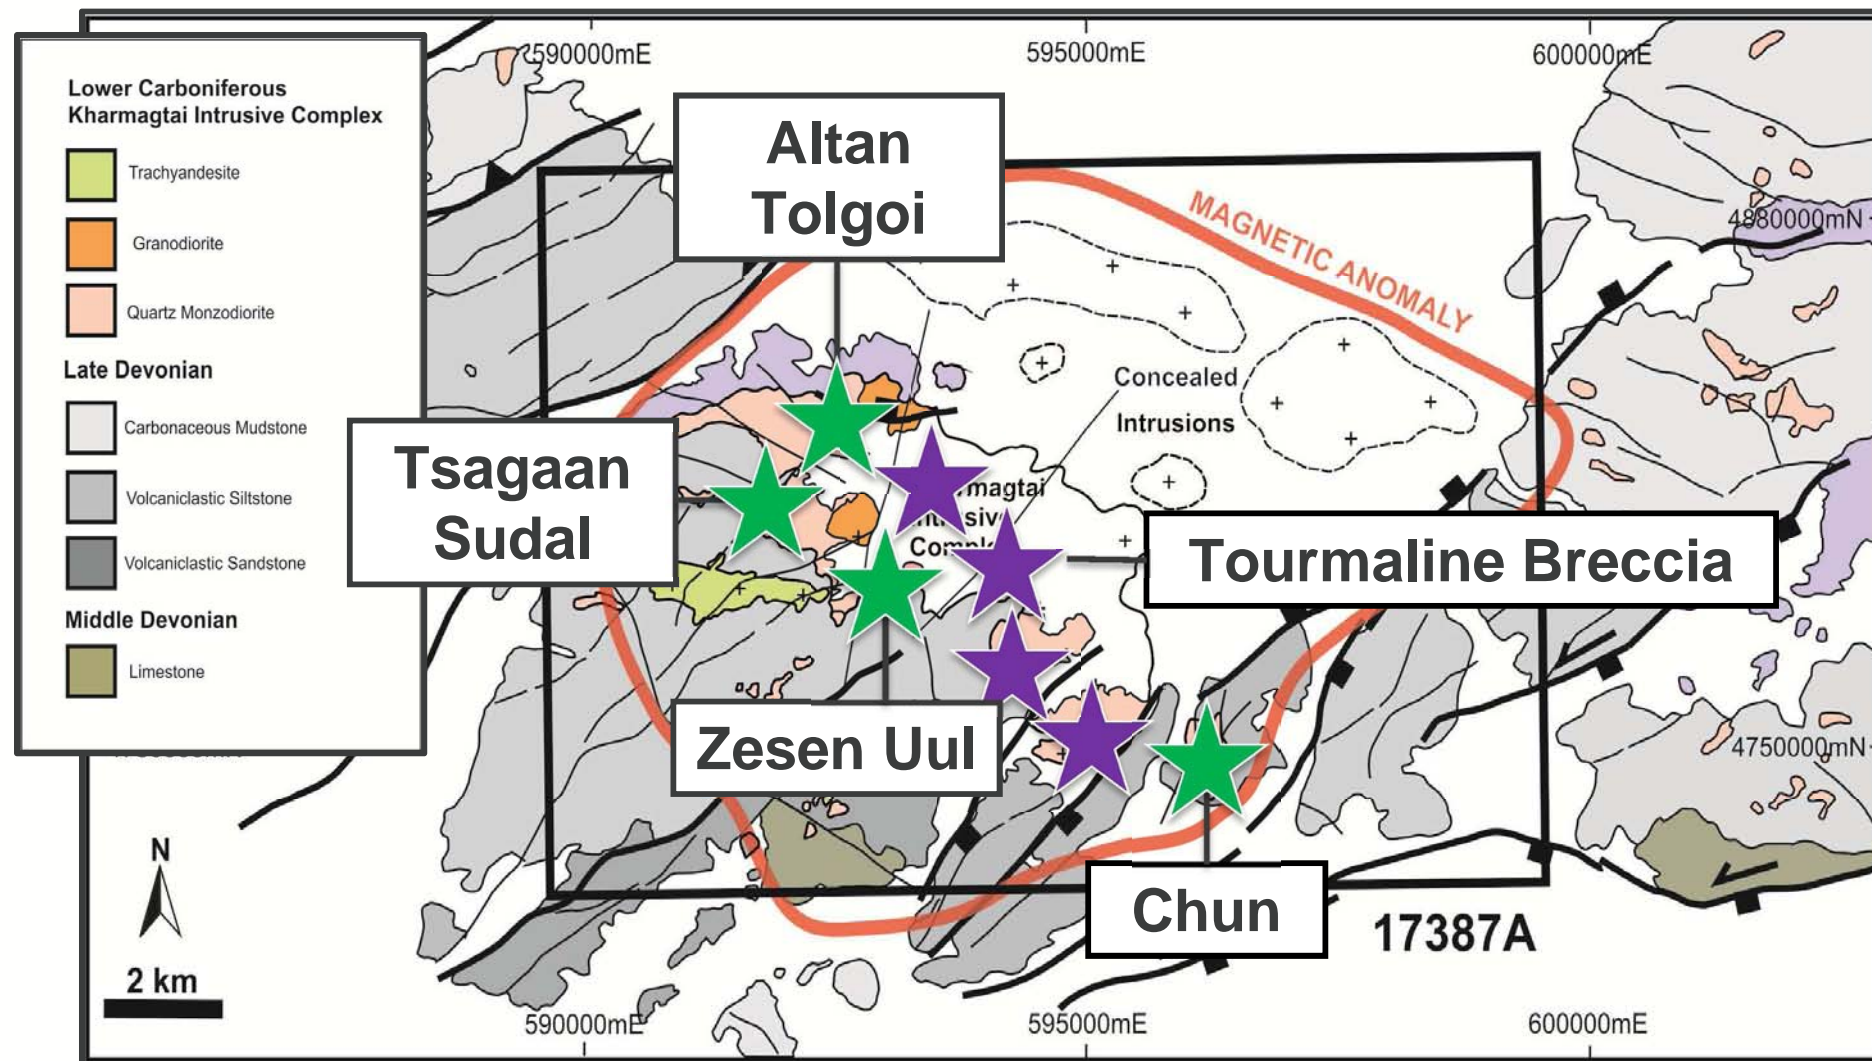 590000mE
595000mE
600000mE
Lower Carboniferous
Kharmagtai Intrusive Complex
Trachyandesite
Granodiorite
Quartz Monzodiorite
Late Devonian
Carbonaceous Mudstone
Volcaniclastic Siltstone
Volcaniclastic Sandstone
Middle Devonian
Limestone
Altan
Tolgoi
MAGNETIC ANOMALY
4880000mN
Concealed
Intrusions
Tsagaan
Sudal
Tourmaline Breccia
Zesen Uul
4750000mN
Chun
17387A
N
2 km
590000mE
595000mE
600000mE